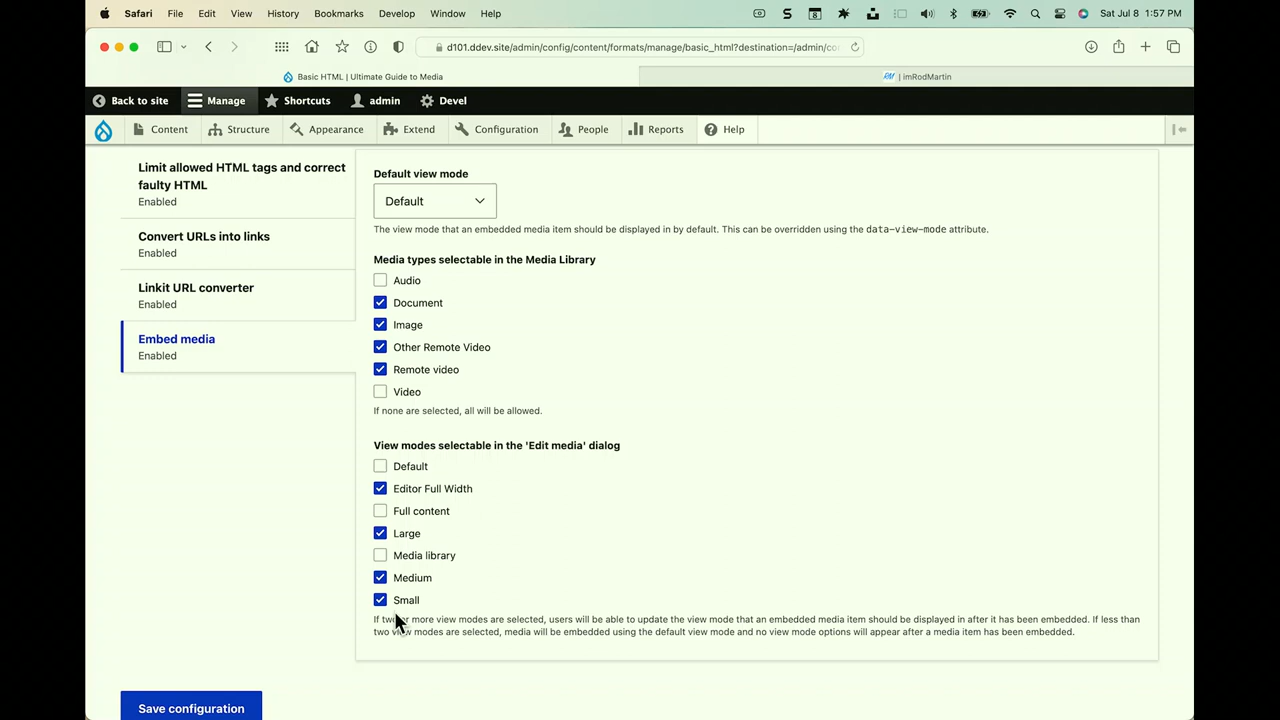 Safari File Edit View History Bookmarks Develop Window Help Sat Jul 8 1:57 PM
d101.ddev.site/admin/config/content/formats/manage/basic_html?destination=/admin/co
Basic HTML | Ultimate Guide to Media
RM | imRodMartin
Back to site Manage Shortcuts admin Devel
Content Structure Appearance Extend Configuration People Reports Help
Limit allowed HTML tags and correct
faulty HTML
Enabled
Convert URLs into links
Enabled
Linkit URL converter
Enabled
Embed media
Enabled
Default view mode
Default
The view mode that an embedded media item should be displayed in by default. This can be overridden using the data-view-mode attribute.
Media types selectable in the Media Library
Audio
Document
Image
Other Remote Video
Remote video
Video
If none are selected, all will be allowed.
View modes selectable in the 'Edit media' dialog
Default
Editor Full Width
Full content
Large
Media library
Medium
Small
If two or more view modes are selected, users will be able to update the view mode that an embedded media item should be displayed in after it has been embedded. If less than
two view modes are selected, media will be embedded using the default view mode and no view mode options will appear after a media item has been embedded.
Save configuration